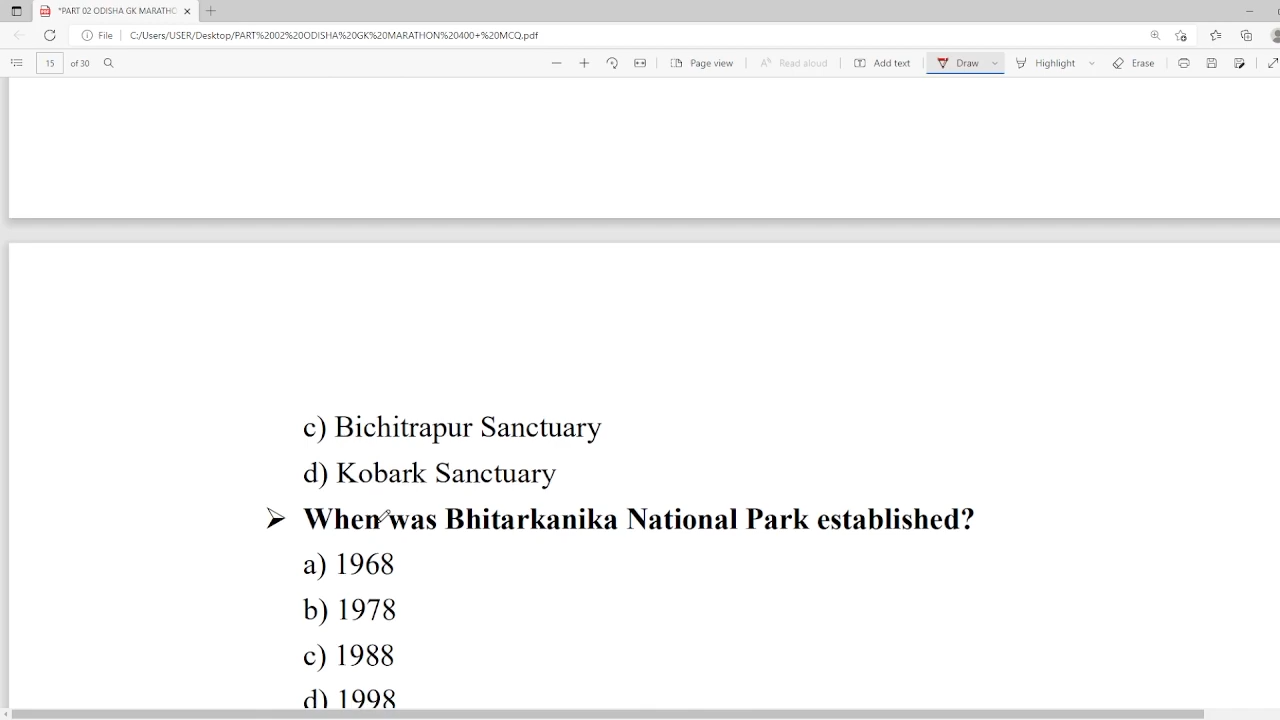 *PART 02 ODISHA GK MARATHO
File
C:/Users/USER/Desktop/PART%2002%20ODISHA%20GK%20MARATHON%20400+%20MCQ.pdf
15 of 30
Page view
Read aloud
Add text
Draw
Highlight
Erase
c) Bichitrapur Sanctuary
d) Kobark Sanctuary
➢ When was Bhitarkanika National Park established?
a) 1968
b) 1978
c) 1988
d) 1998